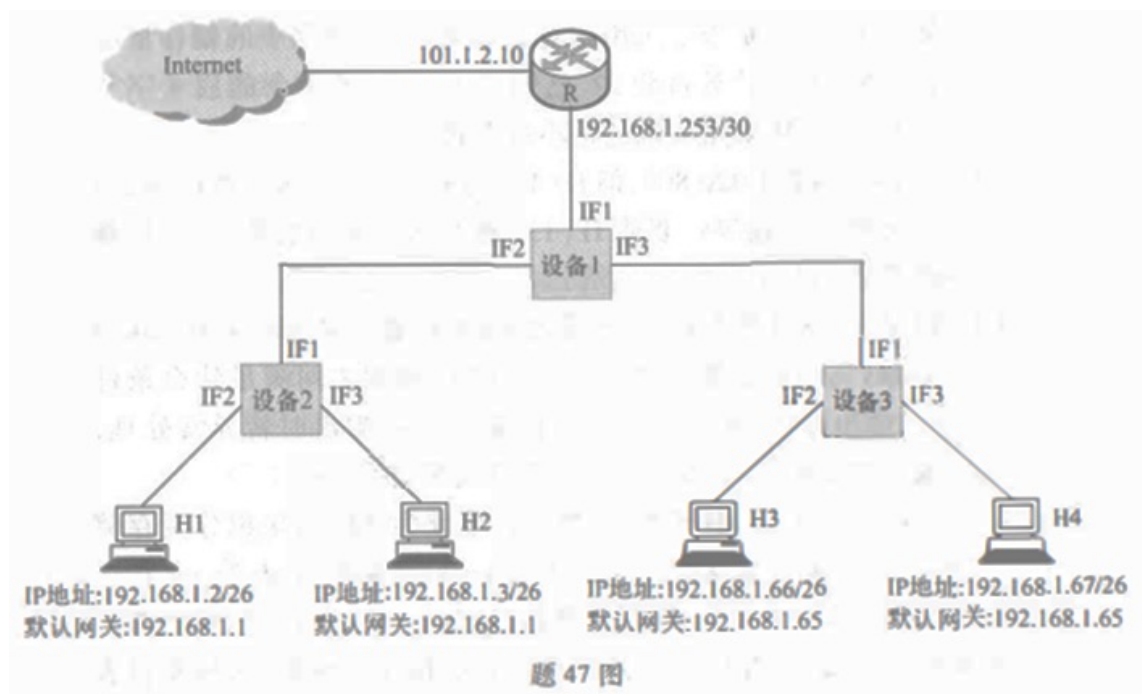 Internet
101.1.2.10
R
192.168.1.253/30
IF1
IF2
设备1
IF3
IF1
IF2
设备2
IF3
IF1
IF2
设备3
IF3
H1
H2
H3
H4
IP地址:192.168.1.2/26
默认网关:192.168.1.1
IP地址:192.168.1.3/26
默认网关:192.168.1.1
IP地址:192.168.1.66/26
默认网关:192.168.1.65
IP地址:192.168.1.67/26
默认网关:192.168.1.65
题 47 图